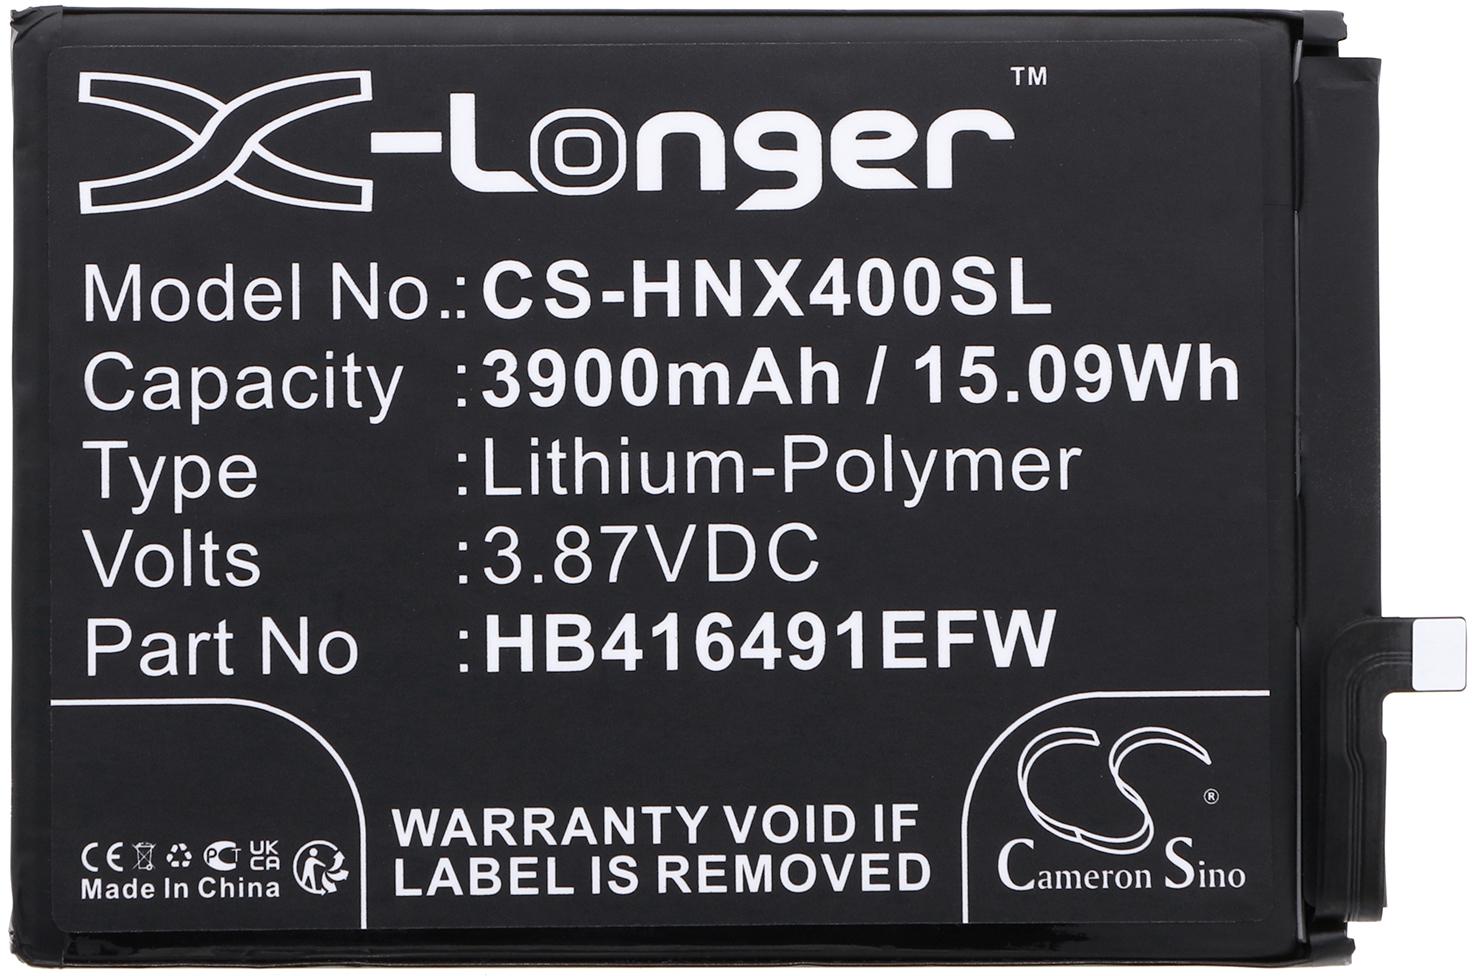 X-Longer™
Model No.: CS-HNX400SL
Capacity : 3900mAh / 15.09Wh
Type : Lithium-Polymer
Volts : 3.87VDC
Part No : HB416491EFW
CE PCT UK CA
Made In China
WARRANTY VOID IF
LABEL IS REMOVED
CS ®
Cameron Sino